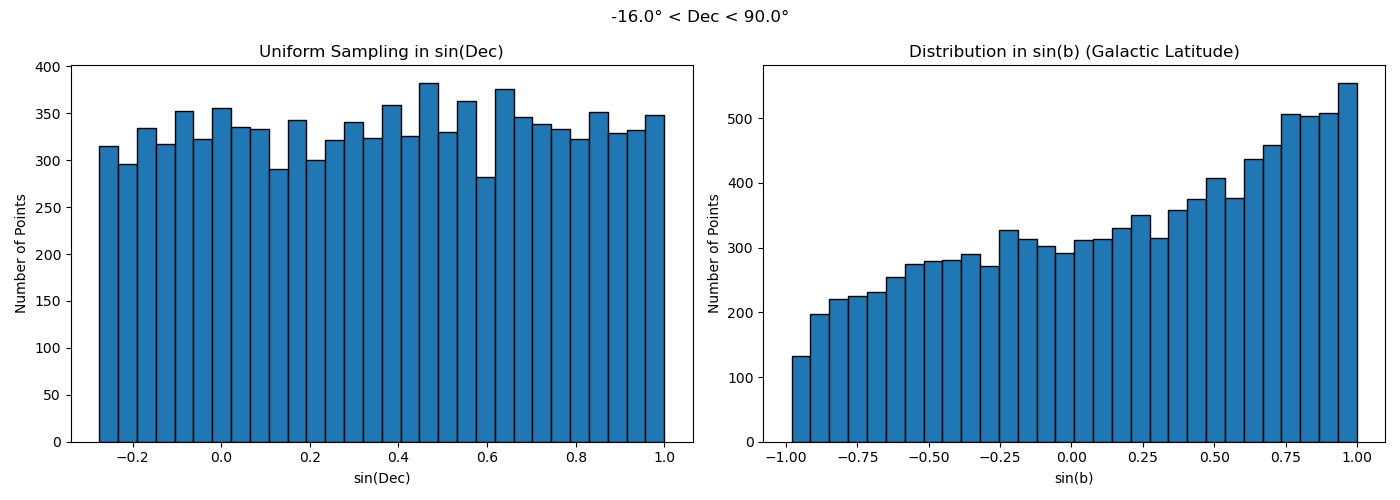 -16.0° < Dec < 90.0°
Uniform Sampling in sin(Dec)
400
350
300
250
200
150
100
50
0
Number of Points
−0.2 0.0 0.2 0.4 0.6 0.8 1.0
sin(Dec)
Distribution in sin(b) (Galactic Latitude)
500
400
300
200
100
0
Number of Points
−1.00 −0.75 −0.50 −0.25 0.00 0.25 0.50 0.75 1.00
sin(b)